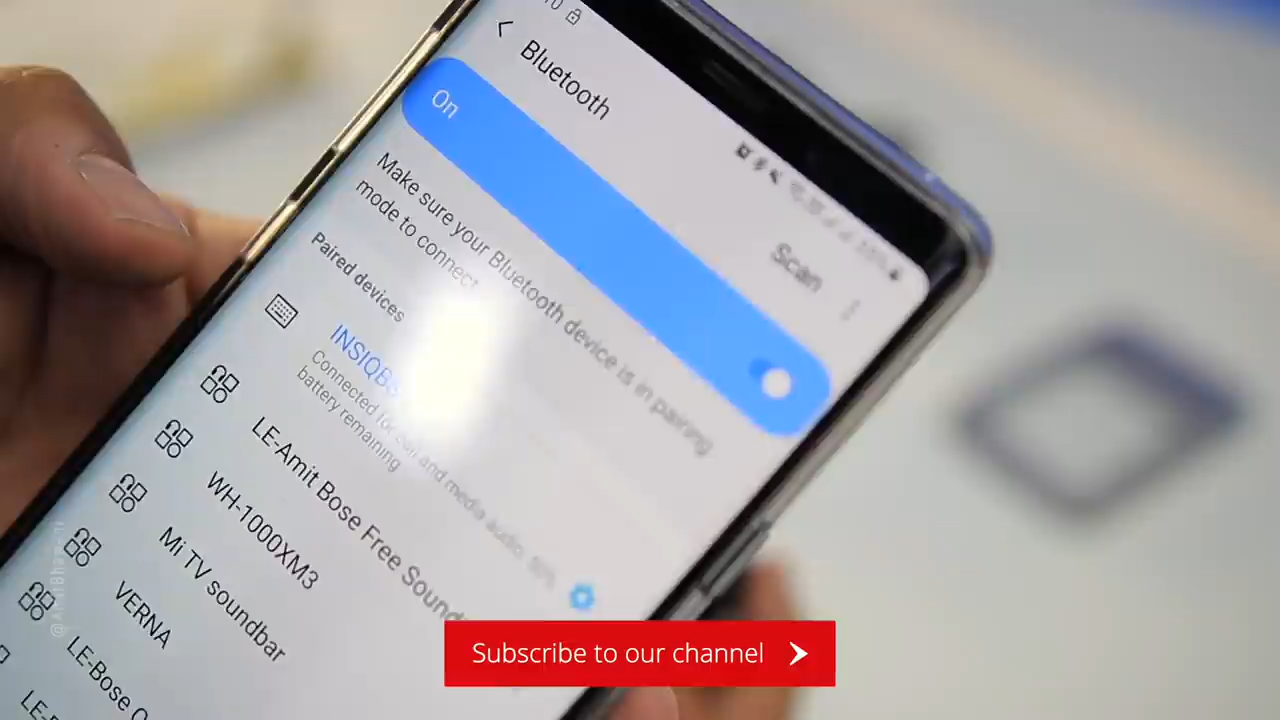 Bluetooth
Scan
On
Make sure your Bluetooth device is in pairing
mode to connect
Paired devices
Connected for call and media audio.
battery remaining
LE-Amit Bose Free Sound
WH-1000XM3
Mi TV soundbar
VERNA
LE-Bose
Subscribe to our channel